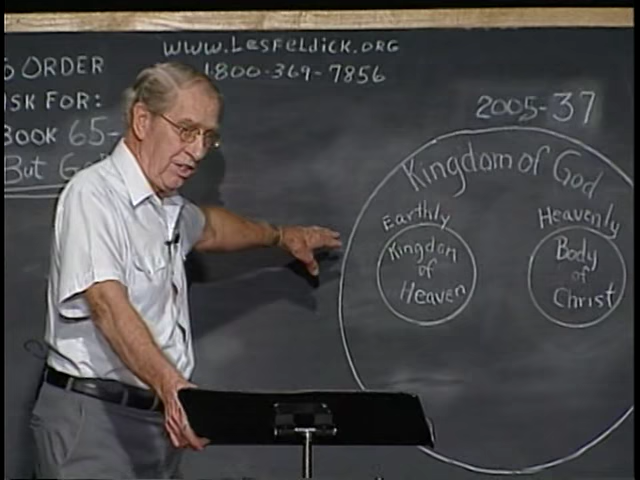 www.LesFeldick.org
1800-369-7856
ORDER
ASK FOR:
BOOK 65-
But G
2005-37
Kingdom of God
Earthly
Kingdom
of
Heaven
Heavenly
Body
of
Christ